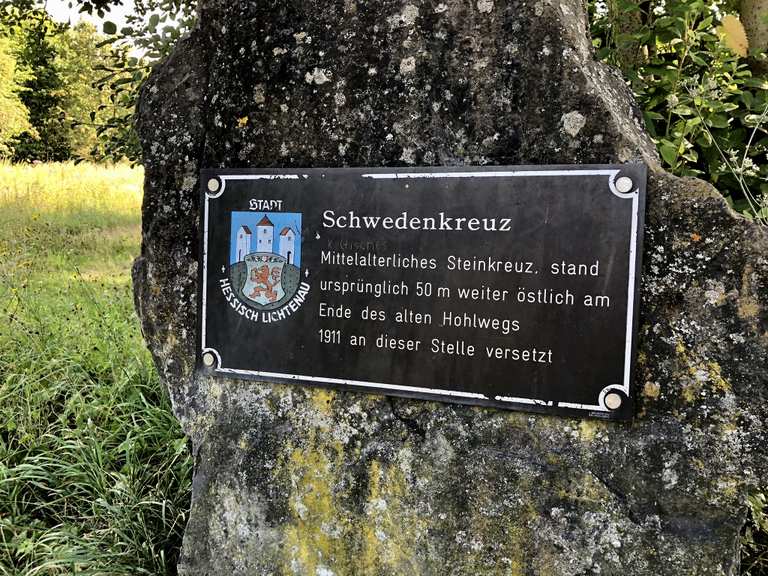 STADT
HESSISCH LICHTENAU
Schwedenkreuz
Mittelalterliches Steinkreuz, stand
ursprünglich 50 m weiter östlich am
Ende des alten Hohlwegs
1911 an dieser Stelle versetzt